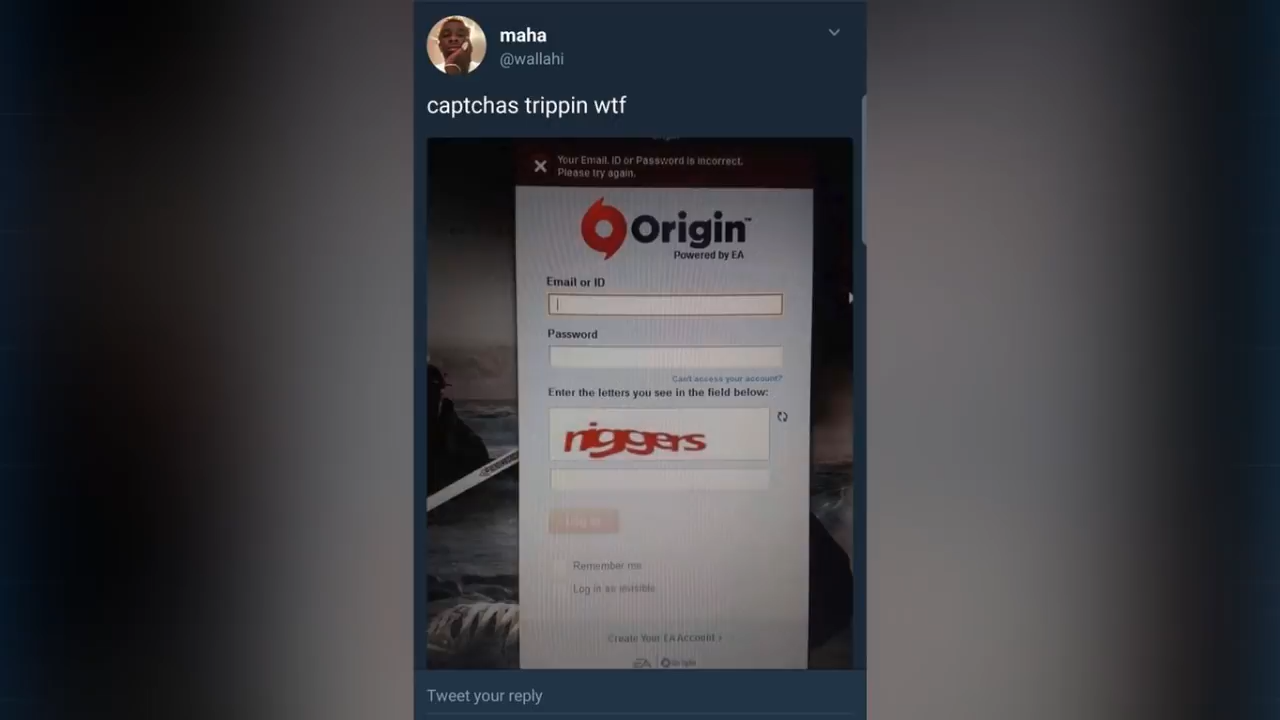 maha
@wallahi
captchas trippin wtf
Your Email, ID or Password is incorrect.
Please try again.
Origin™
Powered by EA
Email or ID
Password
Can't access your account?
Enter the letters you see in the field below:
niggers
Log In
Remember me
Log in as invisible
Create Your EA Account ›
EA | Origin
Tweet your reply